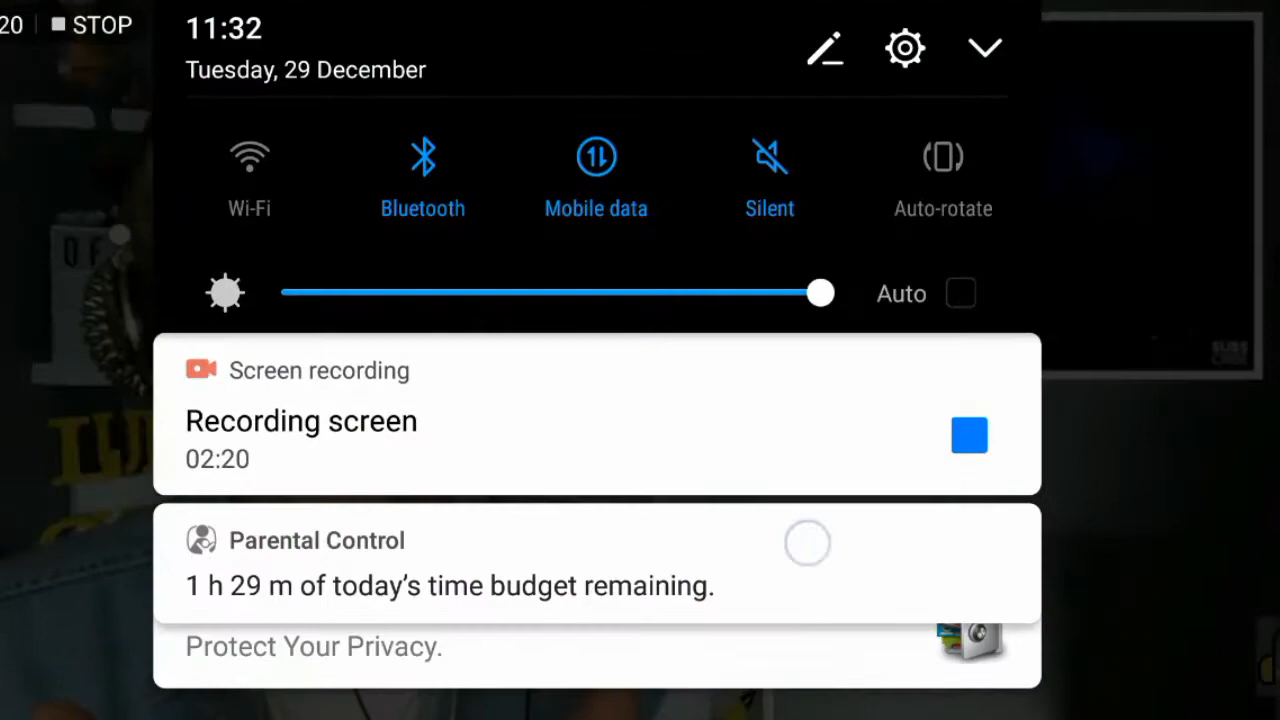 20 STOP
11:32
Tuesday, 29 December
Wi-Fi
Bluetooth
Mobile data
Silent
Auto-rotate
Auto
Screen recording
Recording screen
02:20
Parental Control
1 h 29 m of today’s time budget remaining.
Protect Your Privacy.